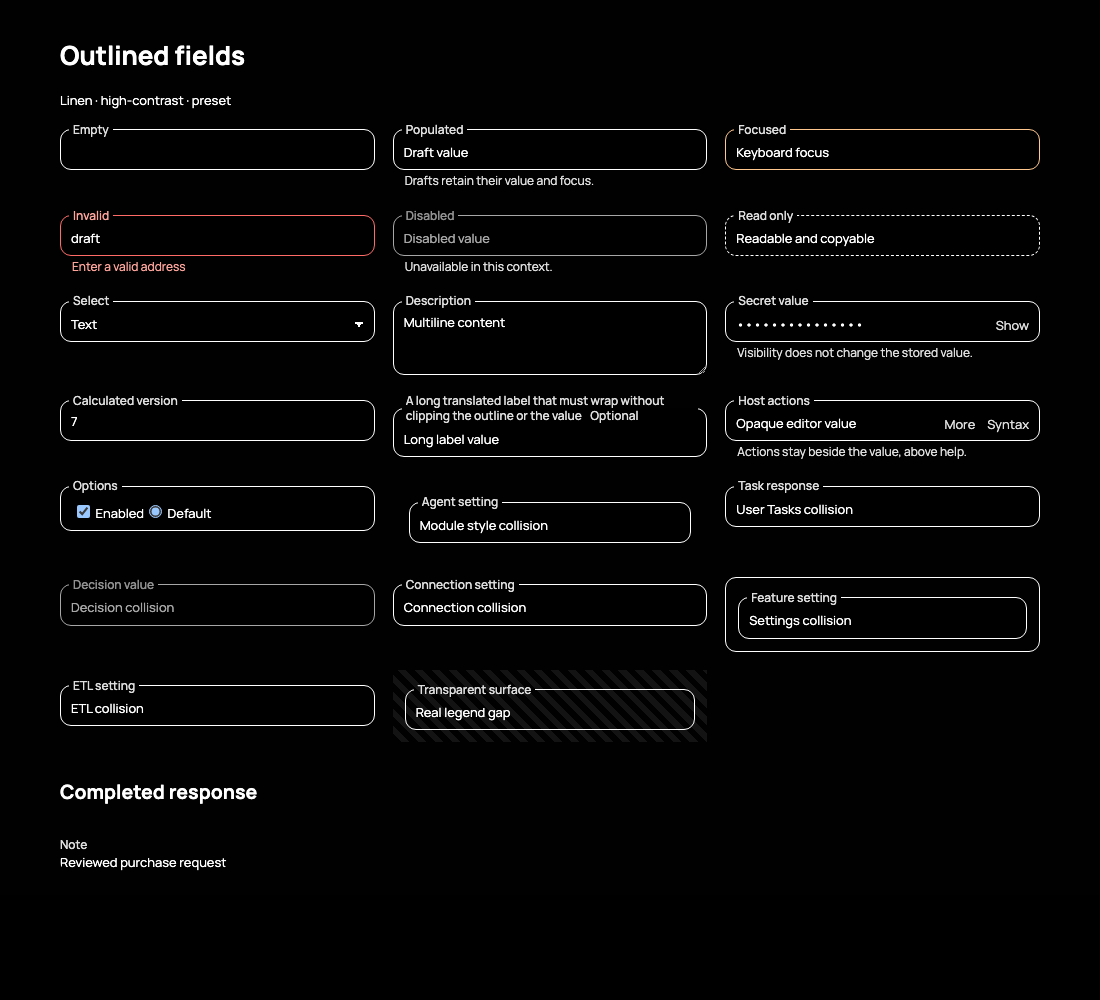 Outlined fields
Linen · high-contrast · preset
Empty
Populated
Draft value
Drafts retain their value and focus.
Focused
Keyboard focus
Invalid
draft
Enter a valid address
Disabled
Disabled value
Unavailable in this context.
Read only
Readable and copyable
Select
Text
Description
Multiline content
Secret value
•••••••••••••••
Show
Visibility does not change the stored value.
Calculated version
7
A long translated label that must wrap without
clipping the outline or the value Optional
Long label value
Host actions
Opaque editor value More Syntax
Actions stay beside the value, above help.
Options
Enabled Default
Agent setting
Module style collision
Task response
User Tasks collision
Decision value
Decision collision
Connection setting
Connection collision
Feature setting
Settings collision
ETL setting
ETL collision
Transparent surface
Real legend gap
Completed response
Note
Reviewed purchase request